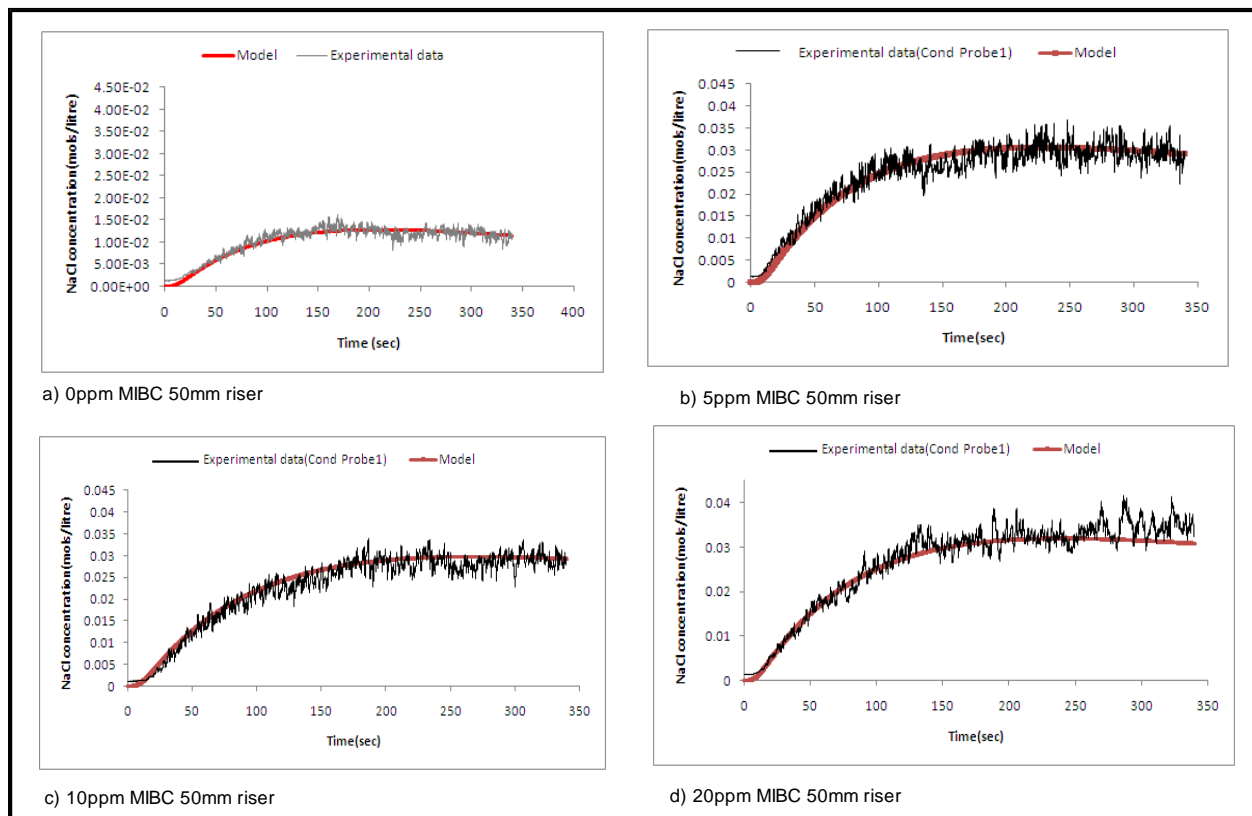 Model Experimental data
NaCl concentration(mols/litre)
4.50E-02
4.00E-02
3.50E-02
3.00E-02
2.50E-02
2.00E-02
1.50E-02
1.00E-02
5.00E-03
0.00E+00
0 50 100 150 200 250 300 350 400
Time (sec)
a) 0ppm MIBC 50mm riser
Experimental data(Cond Probe1) Model
NaCl concentration(mols/litre)
0.045
0.04
0.035
0.03
0.025
0.02
0.015
0.01
0.005
0
0 50 100 150 200 250 300 350
Time(sec)
b) 5ppm MIBC 50mm riser
Experimental data(Cond Probe1) Model
NaCl concentration(mols/litre)
0.045
0.04
0.035
0.03
0.025
0.02
0.015
0.01
0.005
0
0 50 100 150 200 250 300 350
Time(sec)
c) 10ppm MIBC 50mm riser
Experimental data(Cond Probe1) Model
NaCl concentration(mols/litre)
0.04
0.03
0.02
0.01
0
0 50 100 150 200 250 300 350
Time(sec)
d) 20ppm MIBC 50mm riser